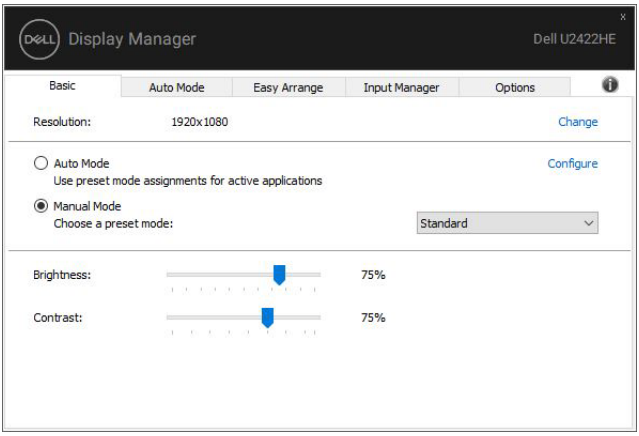 x
DELL Display Manager
Dell U2422HE
Basic Auto Mode Easy Arrange Input Manager Options i
Resolution: 1920x1080 Change
Auto Mode Configure
Use preset mode assignments for active applications
Manual Mode
Choose a preset mode: Standard
Brightness: 75%
Contrast: 75%